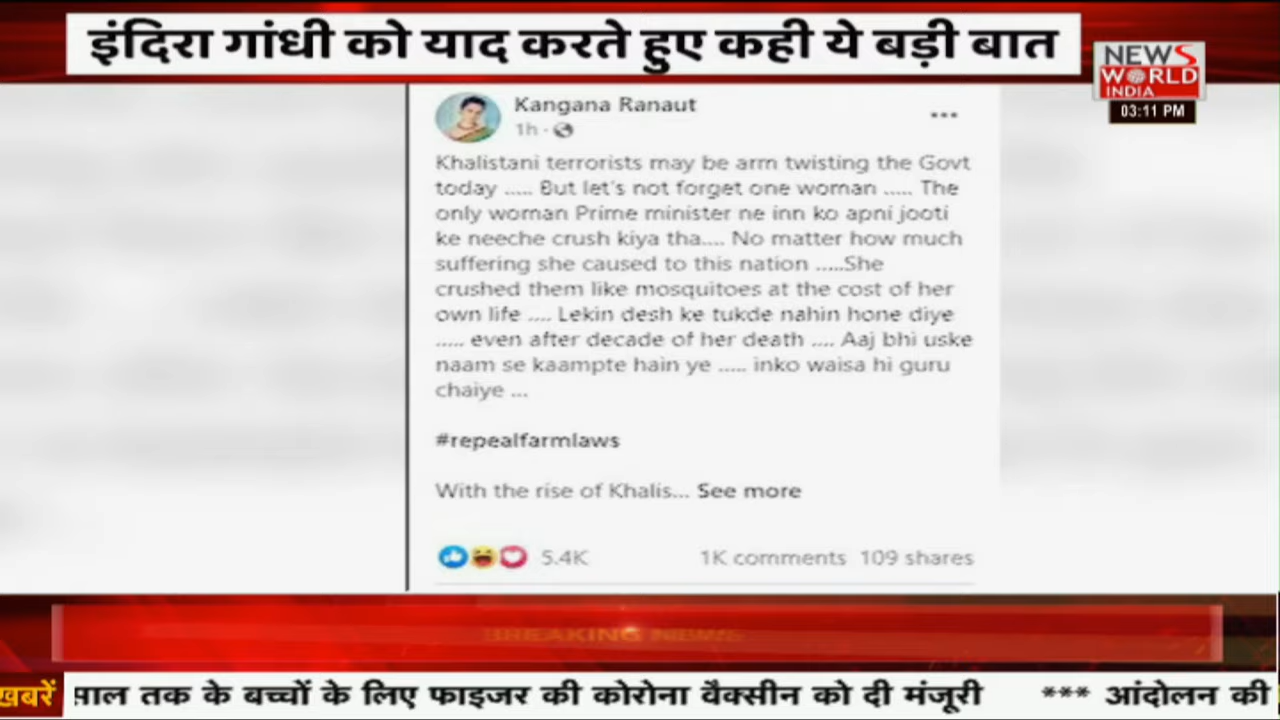 इंदिरा गांधी को याद करते हुए कही ये बड़ी बात
NEWS
WORLD
INDIA
03:11 PM
Kangana Ranaut
1h ·
Khalistani terrorists may be arm twisting the Govt
today ..... But let's not forget one woman ..... The
only woman Prime minister ne inn ko apni jooti
ke neeche crush kiya tha.... No matter how much
suffering she caused to this nation .....She
crushed them like mosquitoes at the cost of her
own life .... Lekin desh ke tukde nahin hone diye
..... even after decade of her death .... Aaj bhi uske
naam se kaampte hain ye ..... inko waisa hi guru
chaiye ...
#repealfarmlaws
With the rise of Khalis... See more
5.4K 1K comments 109 shares
BREAKING NEWS
खबरें साल तक के बच्चों के लिए फाइजर की कोरोना वैक्सीन को दी मंजूरी *** आंदोलन की